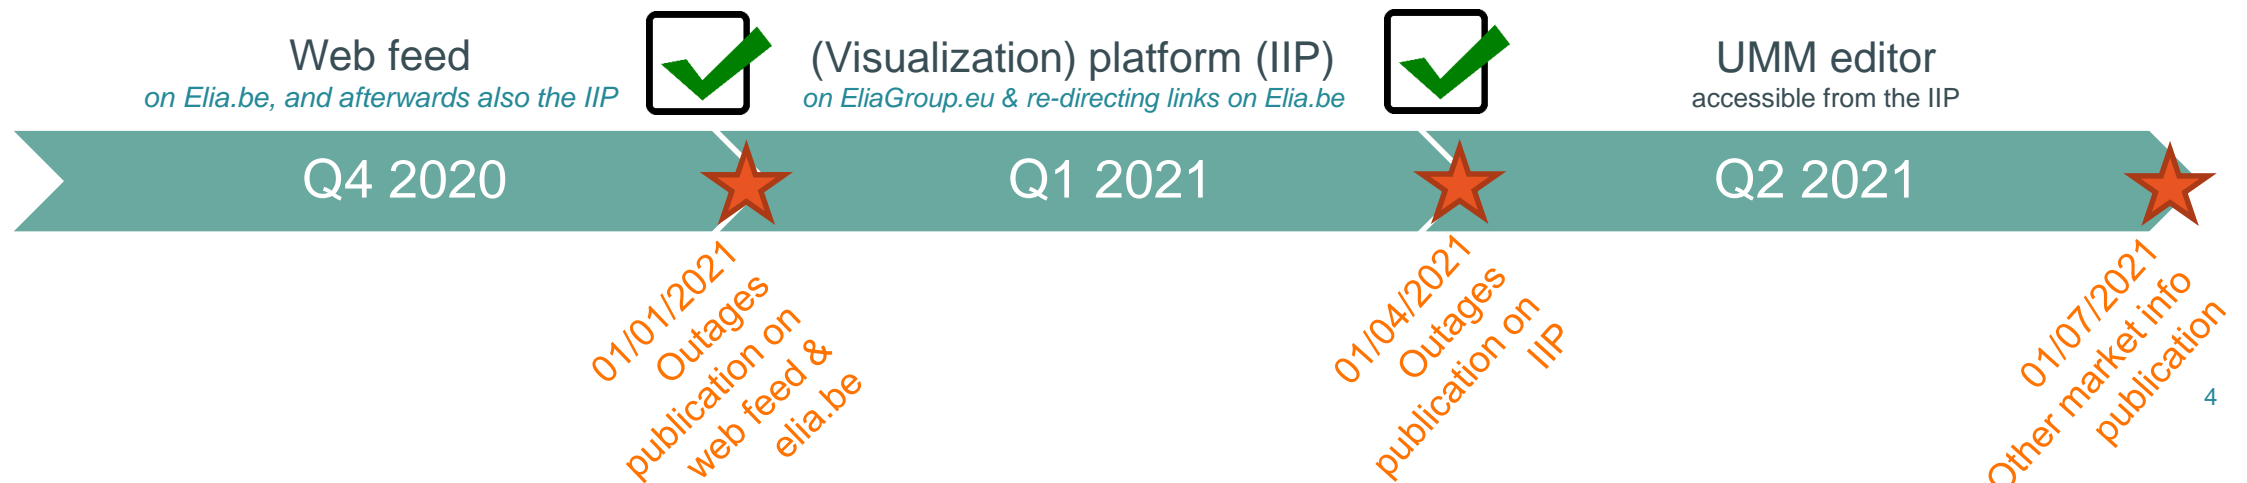 Web feed
on Elia.be, and afterwards also the IIP
(Visualization) platform (IIP)
on EliaGroup.eu & re-directing links on Elia.be
UMM editor
accessible from the IIP
Q4 2020
Q1 2021
Q2 2021
01/01/2021
Outages
publication on
web feed &
elia.be
01/04/2021
Outages
publication on
IIP
01/07/2021
Other market info
publication
4